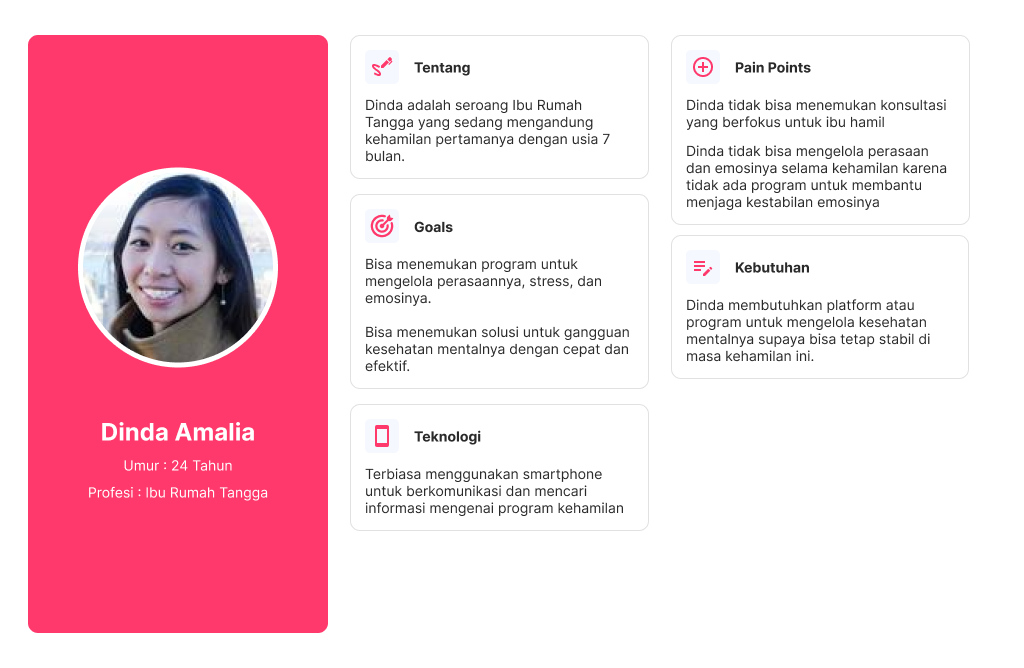 Dinda Amalia
Umur : 24 Tahun
Profesi : Ibu Rumah Tangga
Tentang
Dinda adalah seroang Ibu Rumah
Tangga yang sedang mengandung
kehamilan pertamanya dengan usia 7
bulan.
Goals
Bisa menemukan program untuk
mengelola perasaannya, stress, dan
emosinya.
Bisa menemukan solusi untuk gangguan
kesehatan mentalnya dengan cepat dan
efektif.
Teknologi
Terbiasa menggunakan smartphone
untuk berkomunikasi dan mencari
informasi mengenai program kehamilan
Pain Points
Dinda tidak bisa menemukan konsultasi
yang berfokus untuk ibu hamil
Dinda tidak bisa mengelola perasaan
dan emosinya selama kehamilan karena
tidak ada program untuk membantu
menjaga kestabilan emosinya
Kebutuhan
Dinda membutuhkan platform atau
program untuk mengelola kesehatan
mentalnya supaya bisa tetap stabil di
masa kehamilan ini.